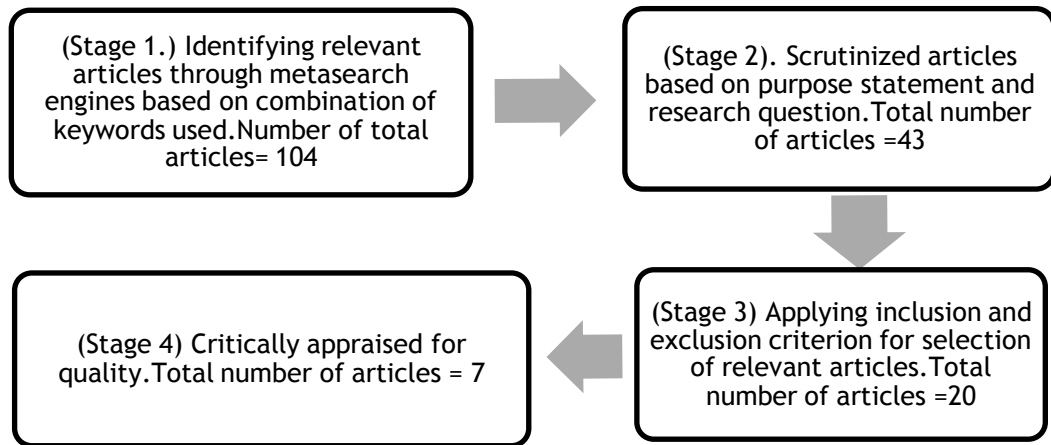 (Stage 1.) Identifying relevant
articles through metasearch
engines based on combination of
keywords used.Number of total
articles= 104
(Stage 2). Scrutinized articles
based on purpose statement and
research question.Total number
of articles =43
(Stage 3) Applying inclusion and
exclusion criterion for selection
of relevant articles.Total
number of articles =20
(Stage 4) Critically appraised for
quality.Total number of articles = 7